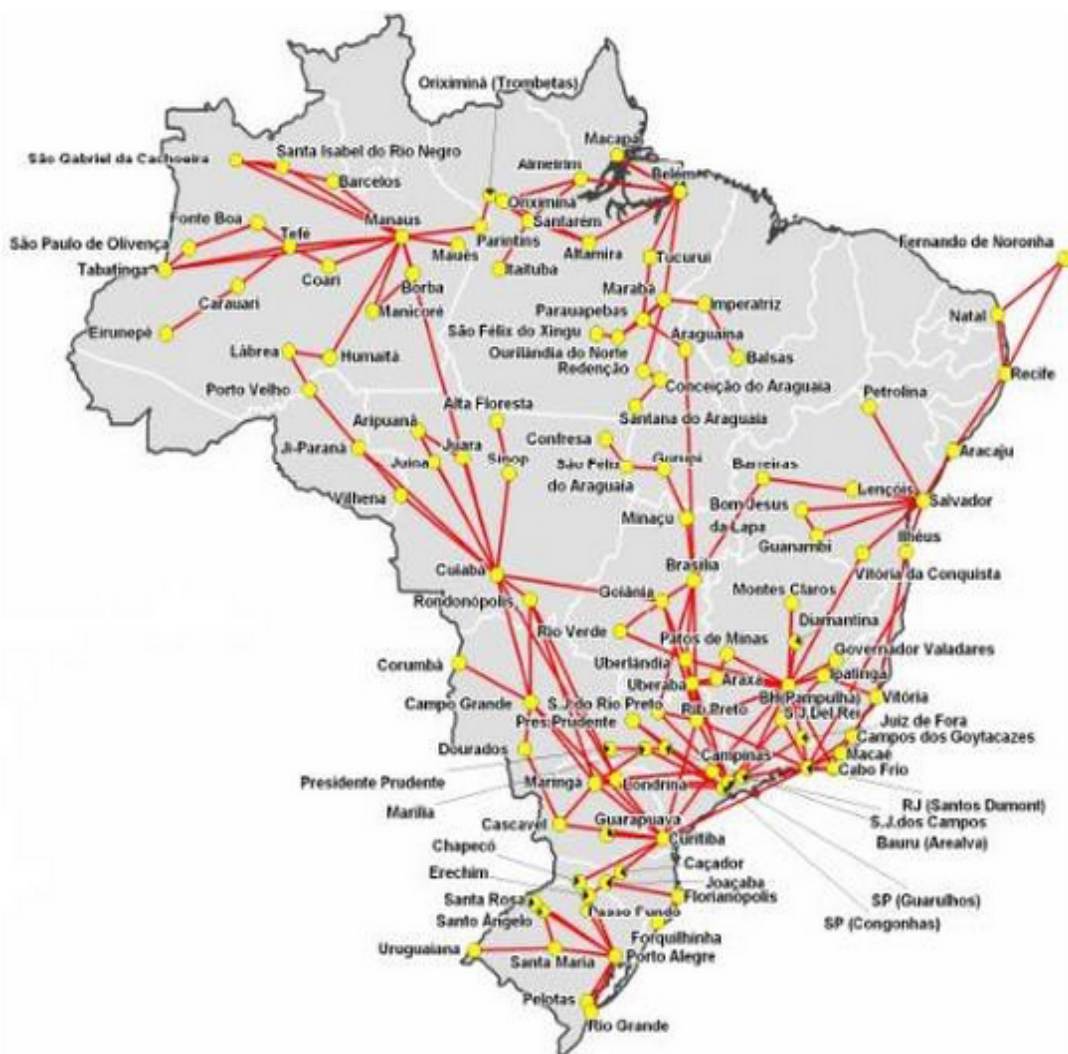 Oriximiná (Trombetas)
Macapá
São Gabriel da Cachoeira
Santa Isabel do Rio Negro
Almeirim
Belém
Barcelos
Oriximiná
Fonte Boa
Manaus
Santarém
São Paulo de Olivença
Tefé
Parintins
Altamira
Fernando de Noronha
Maués
Tucuruí
Tabatinga
Coari
Itaituba
Borba
Carauari
Marabá
Imperatriz
Manicoré
Parauapebas
Natal
Eirunepé
São Félix do Xingu
Araguaína
Lábrea
Humaitá
Ourilândia do Norte
Balsas
Redenção
Recife
Porto Velho
Conceição do Araguaia
Petrolina
Alta Floresta
Santana do Araguaia
Aripuanã
Confresa
Ji-Paraná
Juara
Gurupi
Aracaju
Juína
Sinop
São Félix
do Araguaia
Barreiras
Lençóis
Vilhena
Salvador
Bom Jesus
da Lapa
Minaçu
Ilhéus
Guanambi
Cuiabá
Brasília
Vitória da Conquista
Goiânia
Montes Claros
Rondonópolis
Diamantina
Rio Verde
Patos de Minas
Governador Valadares
Corumbá
Uberlândia
Ipatinga
Uberaba
Araxá
BH(Pampulha)
Vitória
Campo Grande
S.J.do Rio Preto
Rib.Preto
S.J.Del Rei
Pres.Prudente
Juiz de Fora
Campos dos Goytacazes
Dourados
Campinas
Macaé
Cabo Frio
Presidente Prudente
Maringá
Londrina
RJ (Santos Dumont)
Marília
S.J.dos Campos
Guarapuava
Cascavel
Curitiba
Bauru (Arealva)
Chapecó
Caçador
Erechim
Joaçaba
SP (Guarulhos)
Santa Rosa
Florianópolis
Passo Fundo
SP (Congonhas)
Santo Ângelo
Forquilhinha
Uruguaiana
Santa Maria
Porto Alegre
Pelotas
Rio Grande